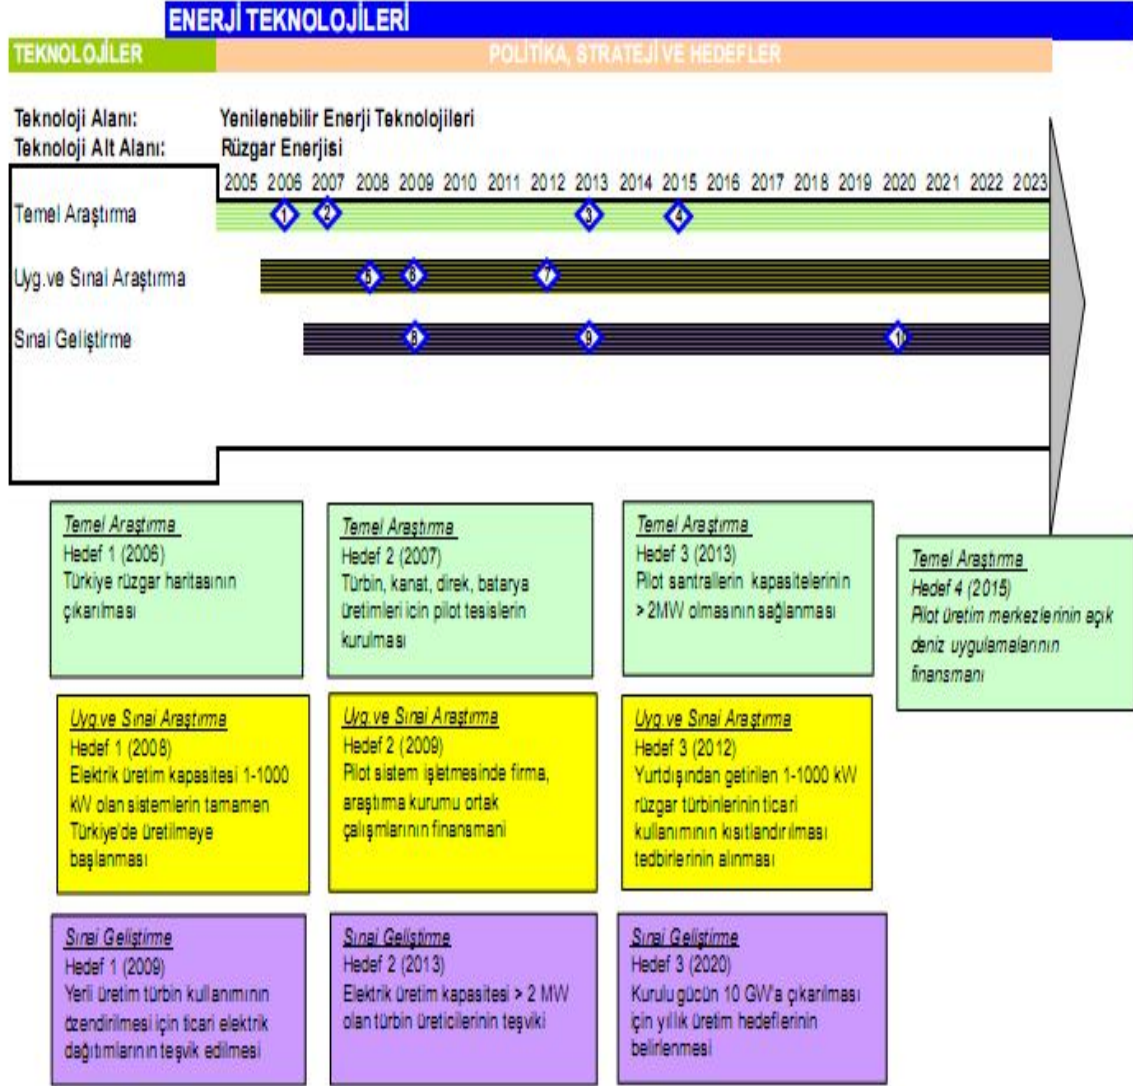 ENERJİ TEKNOLOJİLERİ
TEKNOLOJİLER
POLİTİKA, STRATEJİ VE HEDEFLER
Teknoloji Alanı: Yenilenebilir Enerji Teknolojileri
Teknoloji Alt Alanı: Rüzgar Enerjisi
2005 2006 2007 2008 2009 2010 2011 2012 2013 2014 2015 2016 2017 2018 2019 2020 2021 2022 2023
Temel Araştırma
1 2 3 4
Uyg.ve Sınai Araştırma
5 6 7
Sınai Geliştirme
8 9 1
Temel Araştırma
Hedef 1 (2006)
Türkiye rüzgar haritasının
çıkarılması
Temel Araştırma
Hedef 2 (2007)
Türbin, kanat, direk, batarya
üretimleri için pilot tesislerin
kurulması
Temel Araştırma
Hedef 3 (2013)
Pilot santrallerin kapasitelerinin
> 2MW olmasının sağlanması
Temel Araştırma
Hedef 4 (2015)
Pilot üretim merkezlerinin açık
deniz uygulamalarının
finansmanı
Uyg.ve Sınai Araştırma
Hedef 1 (2008)
Elektrik üretim kapasitesi 1-1000
kW olan sistemlerin tamamen
Türkiye'de üretilmeye
başlanması
Uyg.ve Sınai Araştırma
Hedef 2 (2009)
Pilot sistem işletmesinde firma,
araştırma kurumu ortak
çalışmlarının finansmani
Uyg.ve Sınai Araştırma
Hedef 3 (2012)
Yurtdışından getirilen 1-1000 kW
rüzgar türbinlerinin ticari
kullanımının kısıtlandırılması
tedbirlerinin alınması
Sınai Geliştirme
Hedef 1 (2009)
Yerli üretim türbin kullanımının
özendirilmesi için ticari elektrik
dağıtımlarının teşvik edilmesi
Sınai Geliştirme
Hedef 2 (2013)
Elektrik üretim kapasitesi > 2 MW
olan türbin üreticilerinin teşviki
Sınai Geliştirme
Hedef 3 (2020)
Kurulu gücün 10 GW'a çıkarılması
için yıllık üretim hedeflerinin
belirlenmesi